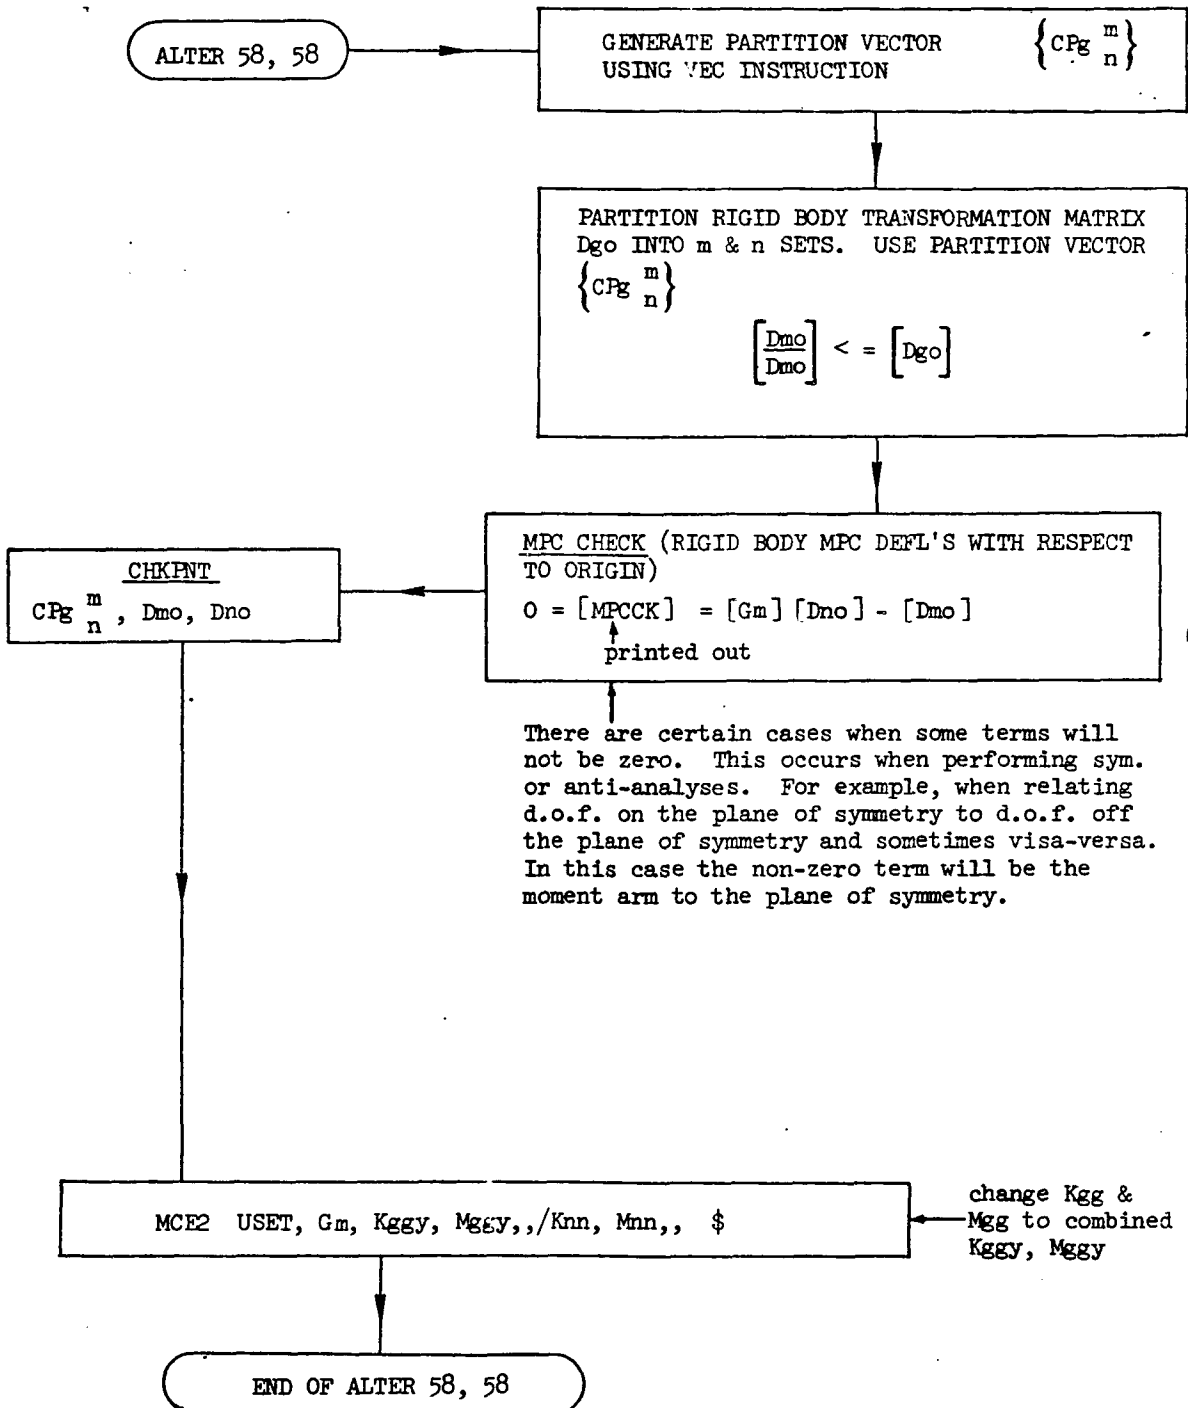 ALTER 58, 58
GENERATE PARTITION VECTOR {CPg m n}
USING VEC INSTRUCTION
PARTITION RIGID BODY TRANSFORMATION MATRIX
Dgo INTO m & n SETS. USE PARTITION VECTOR
{CPg m n}
[Dmo / Dmo] < = [Dgo]
MPC CHECK (RIGID BODY MPC DEFL'S WITH RESPECT
TO ORIGIN)
0 = [MPCCK] = [Gm] [Dno] - [Dmo]
printed out
CHKPNT
CPg m n , Dmo, Dno
There are certain cases when some terms will
not be zero. This occurs when performing sym.
or anti-analyses. For example, when relating
d.o.f. on the plane of symmetry to d.o.f. off
the plane of symmetry and sometimes visa-versa.
In this case the non-zero term will be the
moment arm to the plane of symmetry.
MCE2 USET, Gm, Kggy, Mggy,,/Knn, Mnn,, $
change Kgg &
Mgg to combined
Kggy, Mggy
END OF ALTER 58, 58